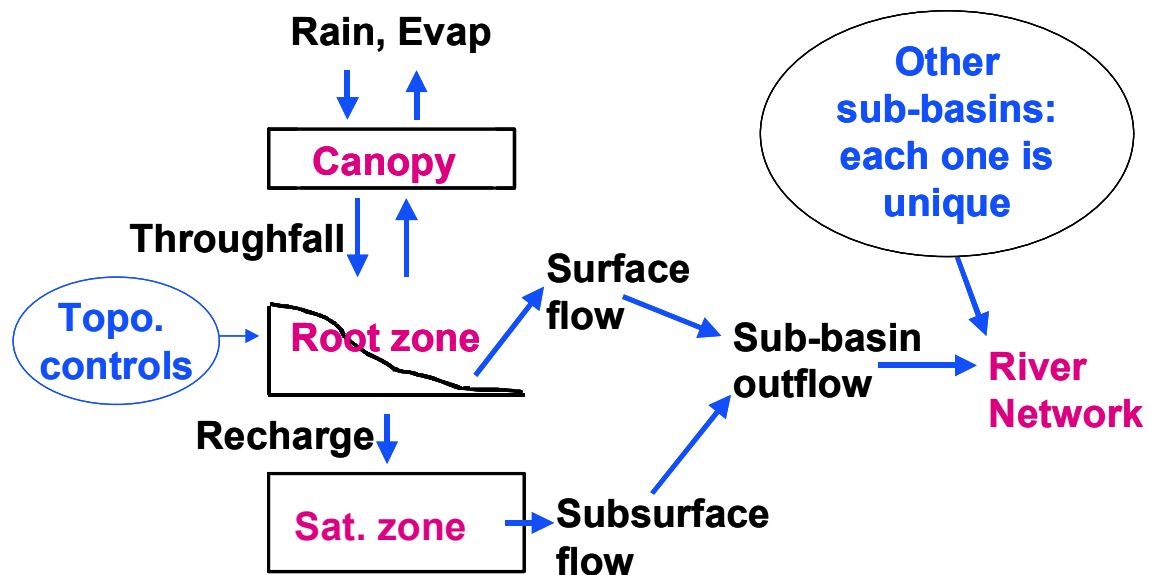 Rain, Evap
Canopy
Throughfall
Topo.
controls
Root zone
Recharge
Sat. zone
Surface
flow
Subsurface
flow
Sub-basin
outflow
Other
sub-basins:
each one is
unique
River
Network